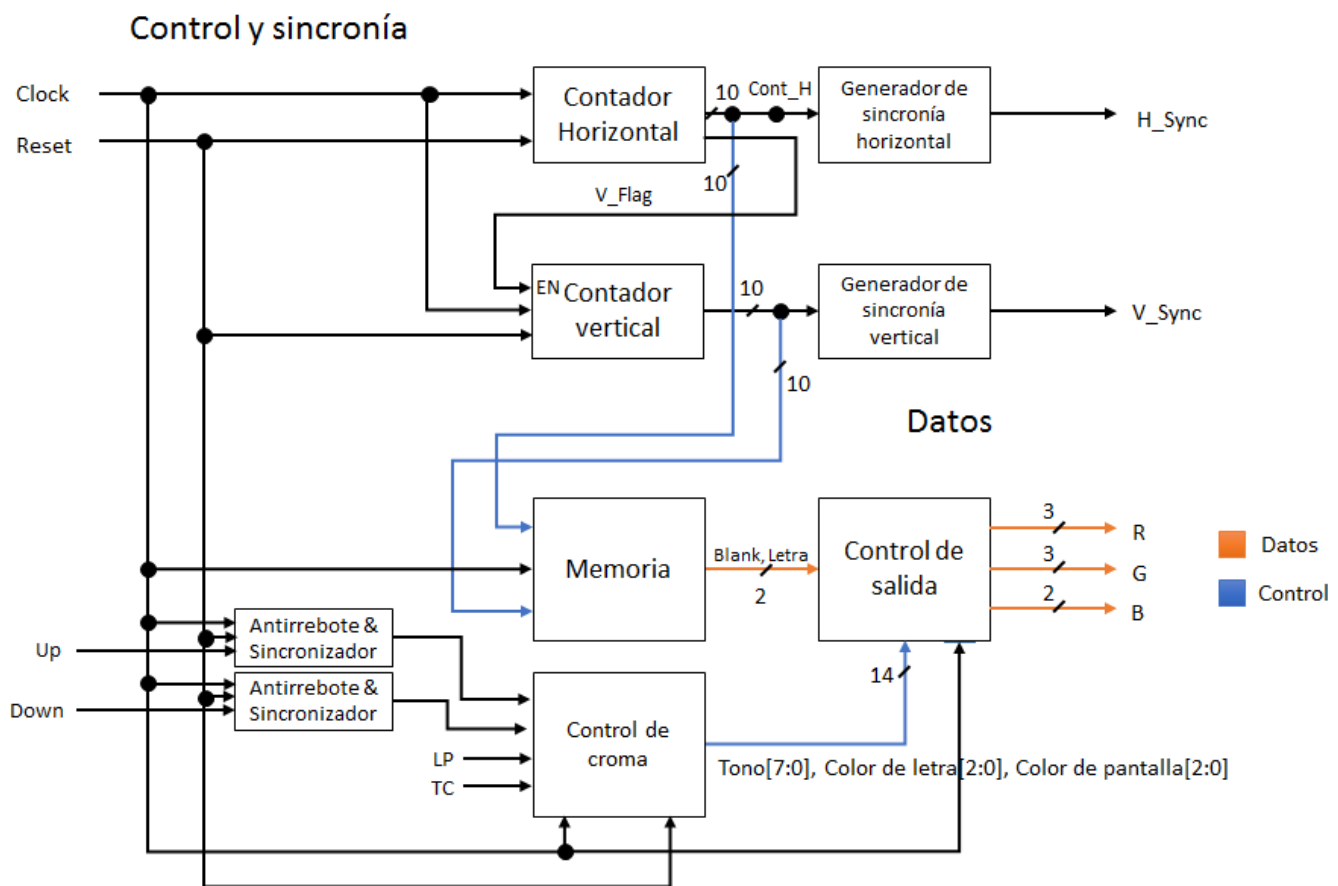 Control y sincronía
Clock
Reset
Contador
Horizontal
10
Cont_H
Generador de
sincronía
horizontal
H_Sync
10
V_Flag
EN
Contador
vertical
10
Generador de
sincronía
vertical
V_Sync
10
Datos
Memoria
Blank, Letra
2
Control de
salida
3
R
3
G
2
B
Datos
Control
Up
Antirrebote &
Sincronizador
Down
Antirrebote &
Sincronizador
LP
TC
Control de
croma
14
Tono[7:0], Color de letra[2:0], Color de pantalla[2:0]